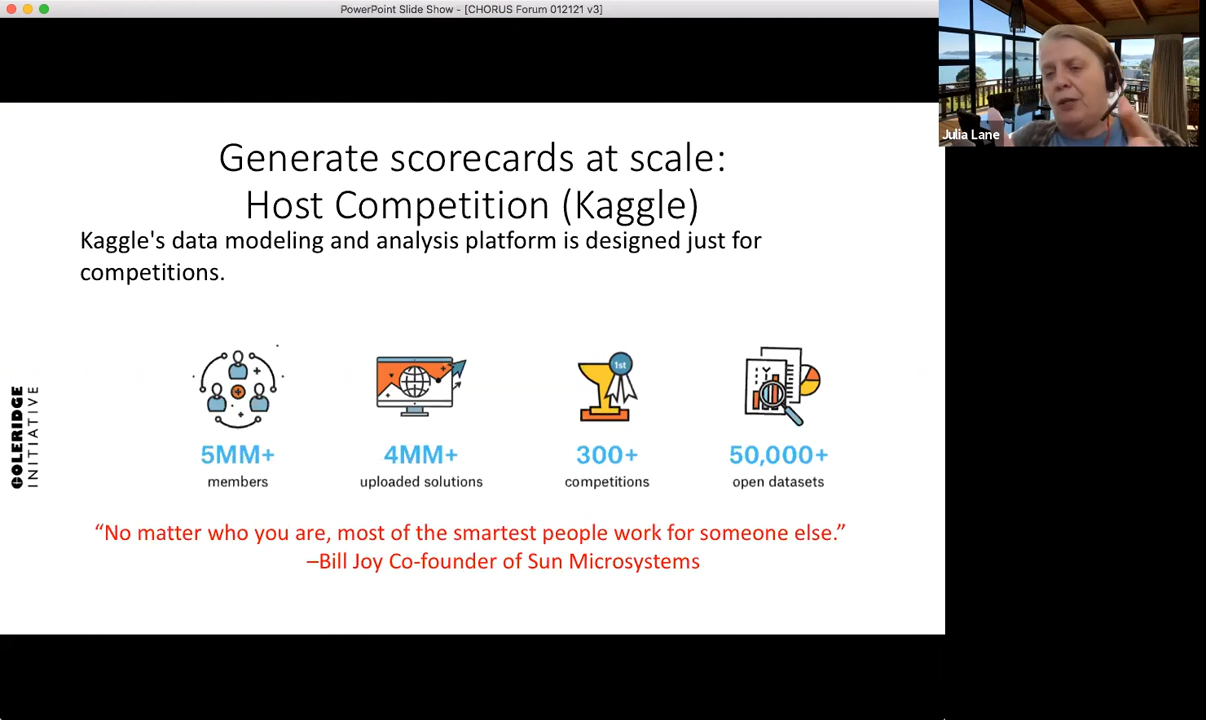 PowerPoint Slide Show - [CHORUS Forum 012121 v3]
Julia Lane
Generate scorecards at scale:
Host Competition (Kaggle)
Kaggle's data modeling and analysis platform is designed just for
competitions.
1st
5MM+
members
4MM+
uploaded solutions
300+
competitions
50,000+
open datasets
COLERIDGE
INITIATIVE
“No matter who you are, most of the smartest people work for someone else.”
–Bill Joy Co-founder of Sun Microsystems